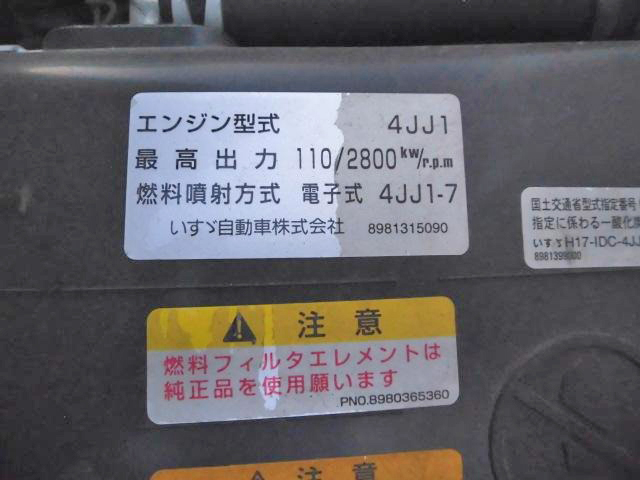 エンジン型式 4JJ1
最高出力 110/2800kW/r.p.m
燃料噴射方式 電子式 4JJ1-7
いすゞ自動車株式会社 8981315090
国土交通省型式指定番号
指定に係わる一酸化炭
いすゞH17-IDC-4JJ
8981399000
注意
燃料フィルタエレメントは
純正品を使用願います
PNO.8980365360
注意